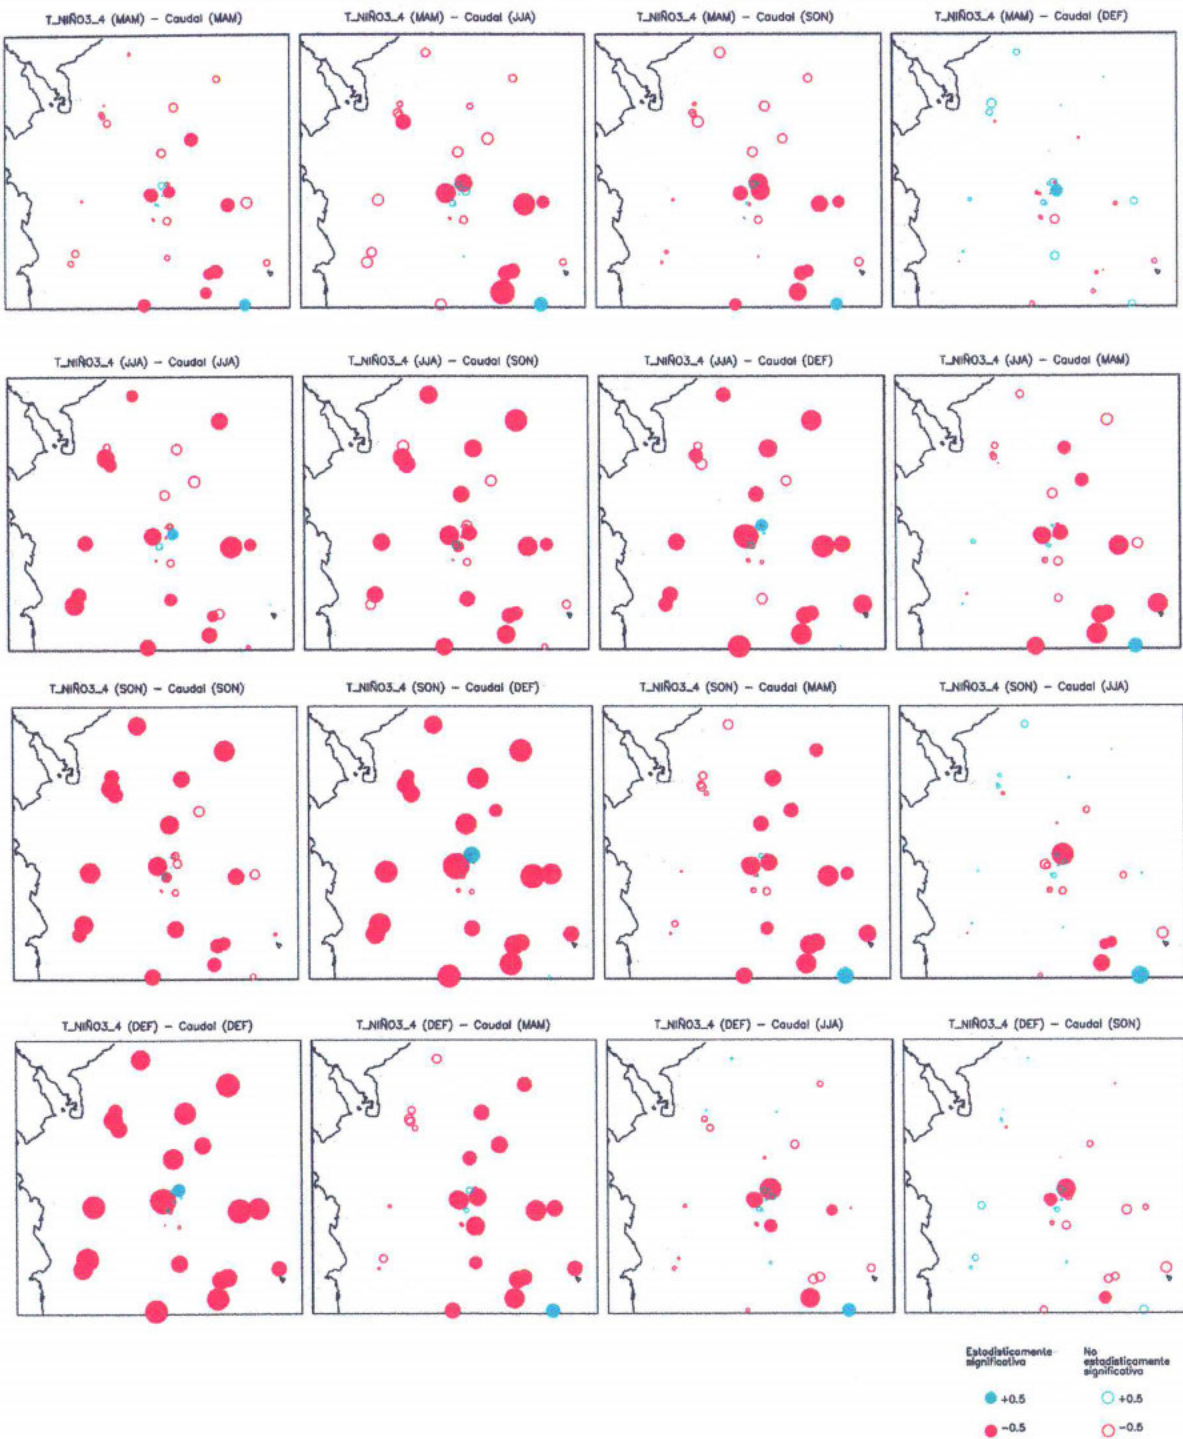 T_NIÑO3_4 (MAM) – Caudal (MAM)
T_NIÑO3_4 (MAM) – Caudal (JJA)
T_NIÑO3_4 (MAM) – Caudal (SON)
T_NIÑO3_4 (MAM) – Caudal (DEF)
T_NIÑO3_4 (JJA) – Caudal (JJA)
T_NIÑO3_4 (JJA) – Caudal (SON)
T_NIÑO3_4 (JJA) – Caudal (DEF)
T_NIÑO3_4 (JJA) – Caudal (MAM)
T_NIÑO3_4 (SON) – Caudal (SON)
T_NIÑO3_4 (SON) – Caudal (DEF)
T_NIÑO3_4 (SON) – Caudal (MAM)
T_NIÑO3_4 (SON) – Caudal (JJA)
T_NIÑO3_4 (DEF) – Caudal (DEF)
T_NIÑO3_4 (DEF) – Caudal (MAM)
T_NIÑO3_4 (DEF) – Caudal (JJA)
T_NIÑO3_4 (DEF) – Caudal (SON)
Estadisticamente
significativa
+0.5
-0.5
No
estadisticamente
significativa
+0.5
-0.5